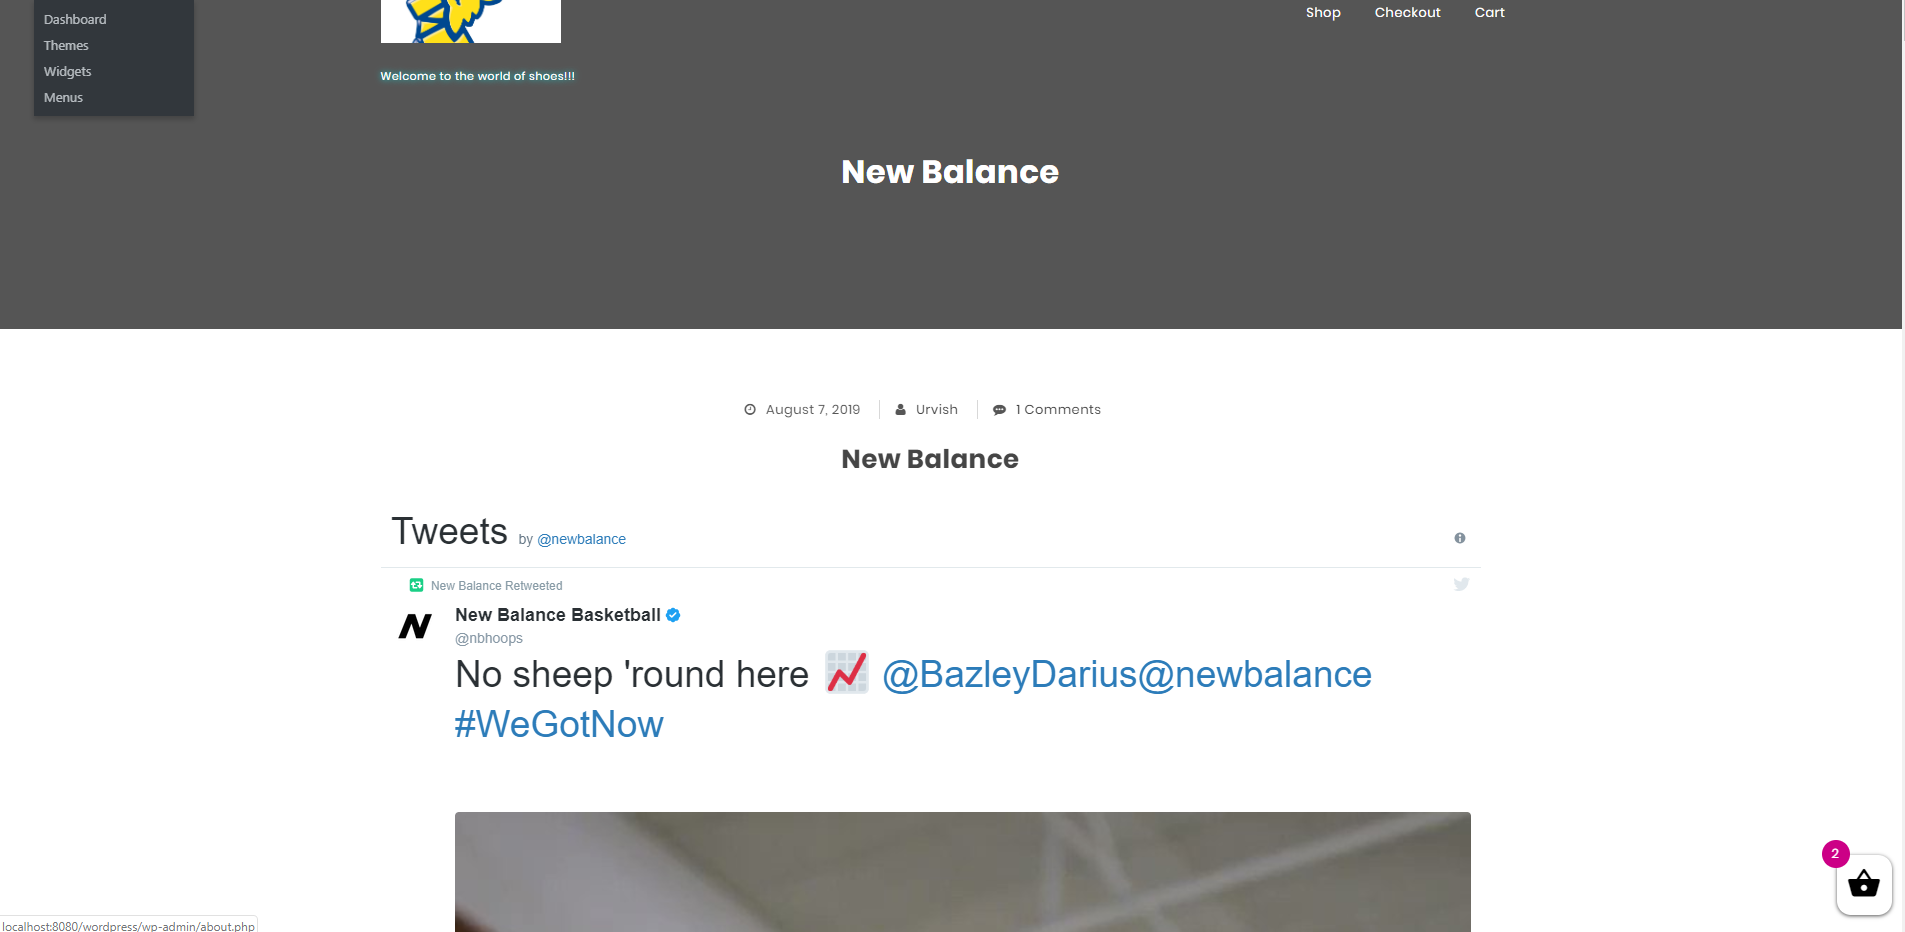 Dashboard
Themes
Widgets
Menus
Shop Checkout Cart
Welcome to the world of shoes!!!
New Balance
August 7, 2019 Urvish 1 Comments
New Balance
Tweets by @newbalance
New Balance Retweeted
New Balance Basketball
@nbhoops
No sheep 'round here @BazleyDarius@newbalance
#WeGotNow
2
localhost:8080/wordpress/wp-admin/about.php